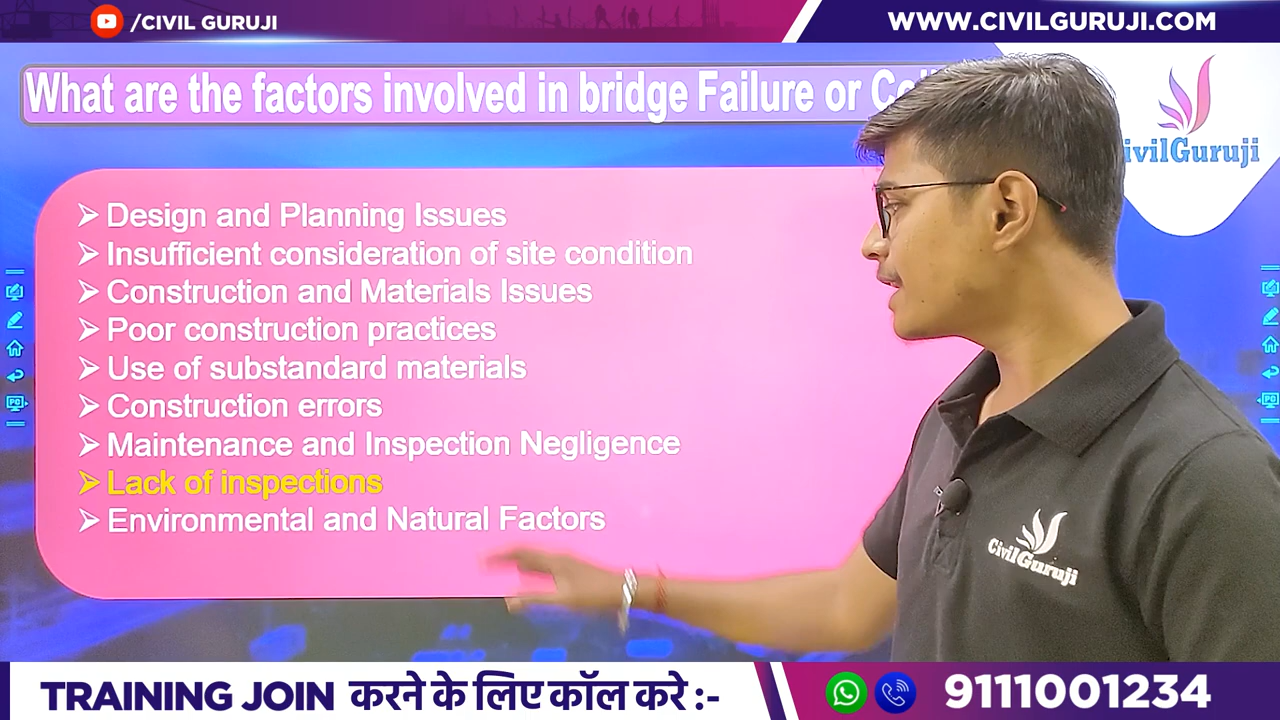 /CIVIL GURUJI
WWW.CIVILGURUJI.COM
What are the factors involved in bridge Failure or
ivilGuruji
➢ Design and Planning Issues
➢ Insufficient consideration of site condition
➢ Construction and Materials Issues
➢ Poor construction practices
➢ Use of substandard materials
➢ Construction errors
➢ Maintenance and Inspection Negligence
➢ Lack of inspections
➢ Environmental and Natural Factors
CivilGuruji
TRAINING JOIN करने के लिए कॉल करे :- 9111001234